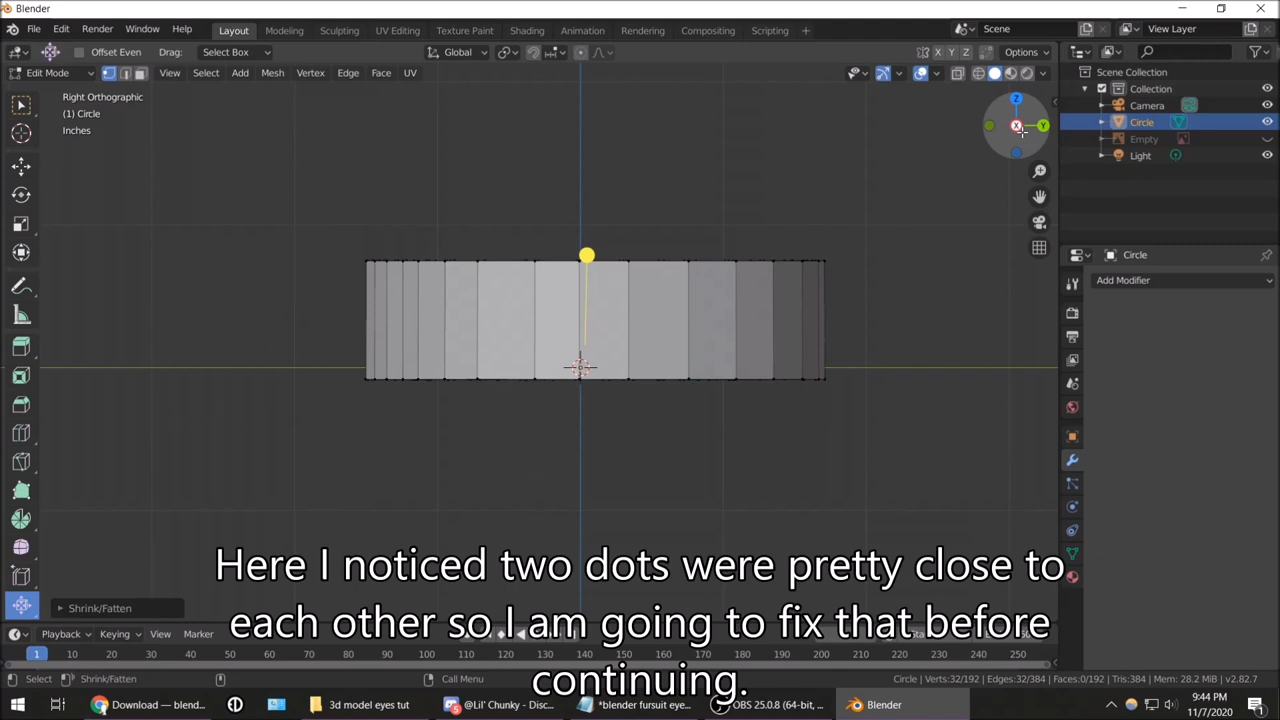 Blender
File Edit Render Window Help Layout Modeling Sculpting UV Editing Texture Paint Shading Animation Rendering Compositing Scripting + Scene View Layer
Offset Even Drag: Select Box Global X Y Z Options
Edit Mode View Select Add Mesh Vertex Edge Face UV
Scene Collection
Collection
Camera
Circle
Empty
Light
Right Orthographic
(1) Circle
Inches
Z
X Y
Circle
Add Modifier
Here I noticed two dots were pretty close to
each other so I am going to fix that before
continuing.
Shrink/Fatten
Playback Keying View Marker
1 10 20 30 40 50 60 70 80 90 100 110 120 130 140 150 160 170 180 190 200 210 220 230 240 250
Select Shrink/Fatten Call Menu Circle | Verts:32/192 | Edges:32/384 | Faces:0/192 | Tris:384 | Mem: 28.2 MiB | v2.82.7
Download — blend... 3d model eyes tut @Lil' Chunky - Disc... *blender fursuit eye... OBS 25.0.8 (64-bit, ... Blender 9:44 PM
11/7/2020